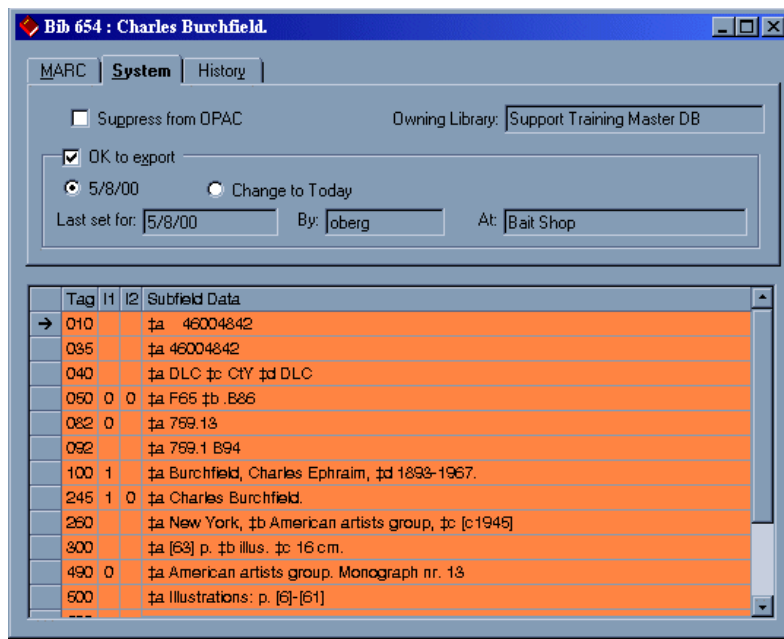 Bib 654 : Charles Burchfield.
MARC System History
Suppress from OPAC Owning Library: Support Training Master DB
OK to export
5/8/00 Change to Today
Last set for: 5/8/00 By: oberg At: Bait Shop
Tag I1 I2 Subfield Data
010 ‡a 46004842
035 ‡a 46004842
040 ‡a DLC ‡c CtY ‡d DLC
050 0 0 ‡a F65 ‡b .B86
082 0 ‡a 759.13
092 ‡a 759.1 B94
100 1 ‡a Burchfield, Charles Ephraim, ‡d 1893-1967.
245 1 0 ‡a Charles Burchfield.
260 ‡a New York, ‡b American artists group, ‡c [c1945]
300 ‡a [63] p. ‡b illus. ‡c 16 cm.
490 0 ‡a American artists group. Monograph nr. 13
500 ‡a Illustrations: p. [6]-[61]